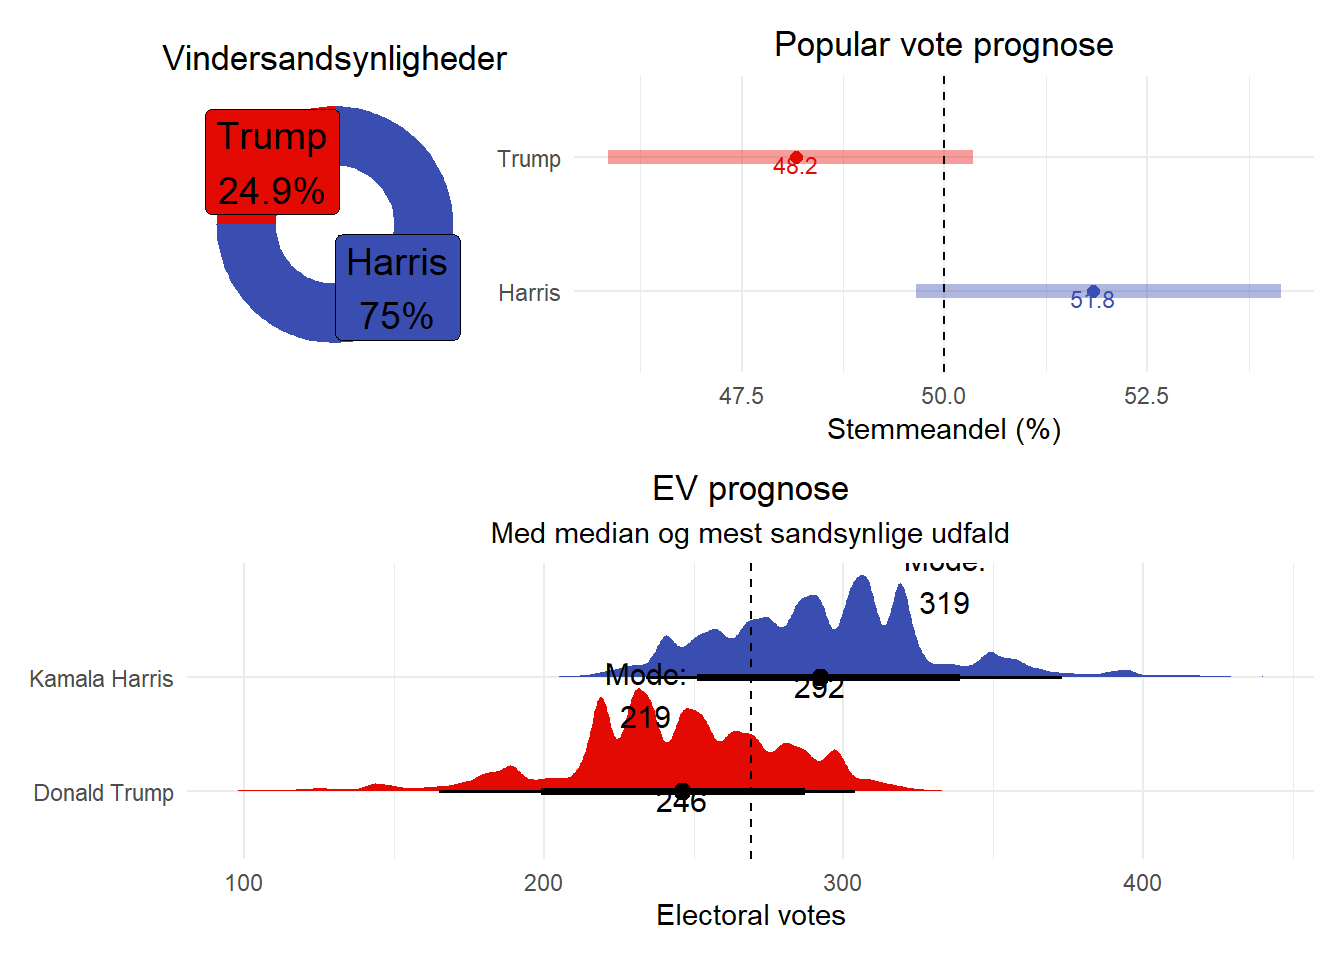 Vindersandsynligheder
Trump
24.9%
Harris
75%
Popular vote prognose
Trump
48.2
Harris
51.8
47.5
50.0
52.5
Stemmeandel (%)
EV prognose
Med median og mest sandsynlige udfald
Mode:
319
Kamala Harris
292
Mode:
219
Donald Trump
246
100
200
300
400
Electoral votes